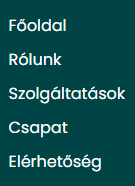 Főoldal
Rólunk
Szolgáltatások
Csapat
Elérhetőség